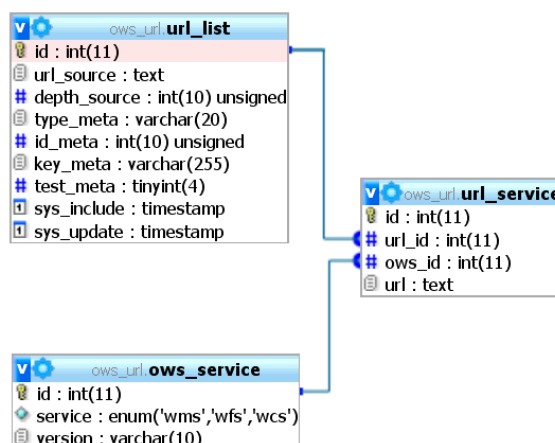 v ows_url.url_list
id : int(11)
url_source : text
# depth_source : int(10) unsigned
type_meta : varchar(20)
# id_meta : int(10) unsigned
key_meta : varchar(255)
# test_meta : tinyint(4)
1 sys_include : timestamp
1 sys_update : timestamp
v ows_url.url_service
id : int(11)
# url_id : int(11)
# ows_id : int(11)
url : text
v ows_url.ows_service
id : int(11)
service : enum('wms','wfs','wcs')
version : varchar(10)